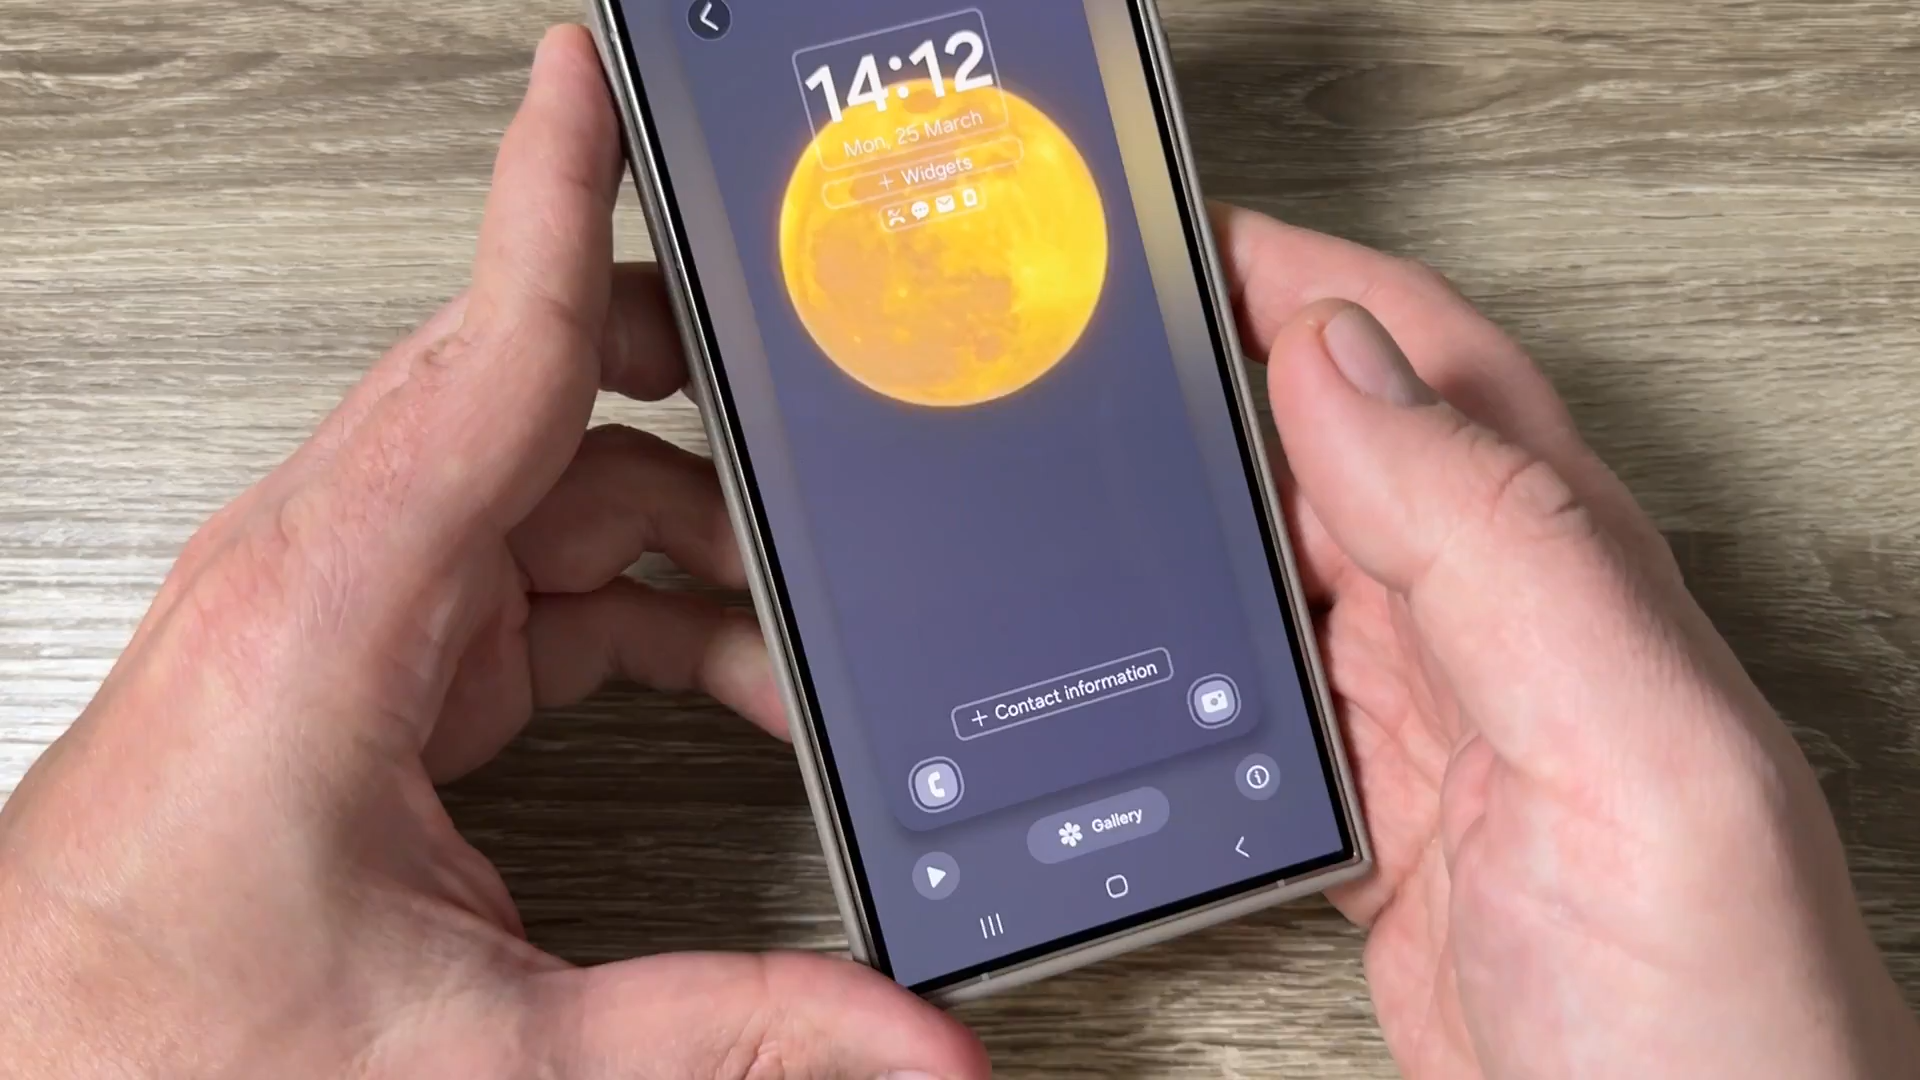 14:12
Mon, 25 March
+ Widgets
+ Contact information
Gallery